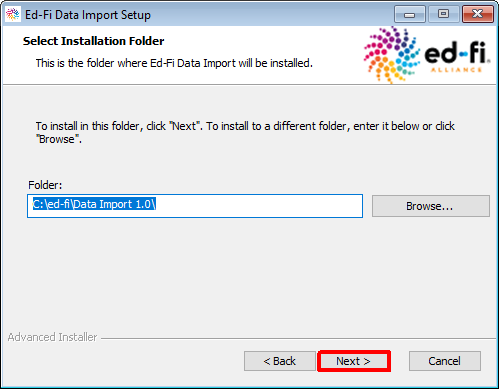 Ed-Fi Data Import Setup
Select Installation Folder
This is the folder where Ed-Fi Data Import will be installed.
ed-fi®
ALLIANCE
To install in this folder, click "Next". To install to a different folder, enter it below or click
"Browse".
Folder:
C:\ed-fi\Data Import 1.0\
Browse...
Advanced Installer
< Back
Next >
Cancel